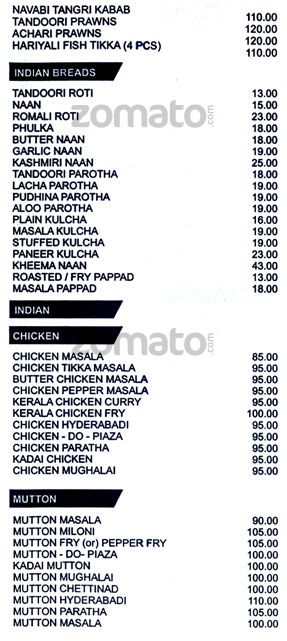 NAVABI TANGRI KABAB 110.00
TANDOORI PRAWNS 120.00
ACHARI PRAWNS 120.00
HARIYALI FISH TIKKA (4 PCS) 110.00
INDIAN BREADS
TANDOORI ROTI 13.00
NAAN 15.00
zomato.com
ROMALI ROTI 23.00
PHULKA 18.00
BUTTER NAAN 18.00
GARLIC NAAN 19.00
KASHMIRI NAAN 25.00
TANDOORI PAROTHA 18.00
LACHA PAROTHA 19.00
PUDHINA PAROTHA 19.00
ALOO PAROTHA 19.00
PLAIN KULCHA 16.00
MASALA KULCHA 19.00
STUFFED KULCHA 19.00
PANEER KULCHA 23.00
KHEEMA NAAN 43.00
ROASTED / FRY PAPPAD 13.00
MASALA PAPPAD 18.00
INDIAN
CHICKEN
zomato.com
CHICKEN MASALA 85.00
CHICKEN TIKKA MASALA 95.00
BUTTER CHICKEN MASALA 95.00
CHICKEN PEPPER MASALA 95.00
KERALA CHICKEN CURRY 95.00
KERALA CHICKEN FRY 100.00
CHICKEN HYDERABADI 95.00
CHICKEN - DO - PIAZA 95.00
CHICKEN PARATHA 95.00
KADAI CHICKEN 95.00
CHICKEN MUGHALAI 95.00
MUTTON
MUTTON MASALA 90.00
MUTTON MILONI 105.00
MUTTON FRY (or) PEPPER FRY 105.00
MUTTON - DO- PIAZA 100.00
KADAI MUTTON 100.00
MUTTON MUGHALAI 100.00
MUTTON CHETTINAD 100.00
MUTTON HYDERABADI 110.00
MUTTON PARATHA 105.00
MUTTON MASALA 100.00